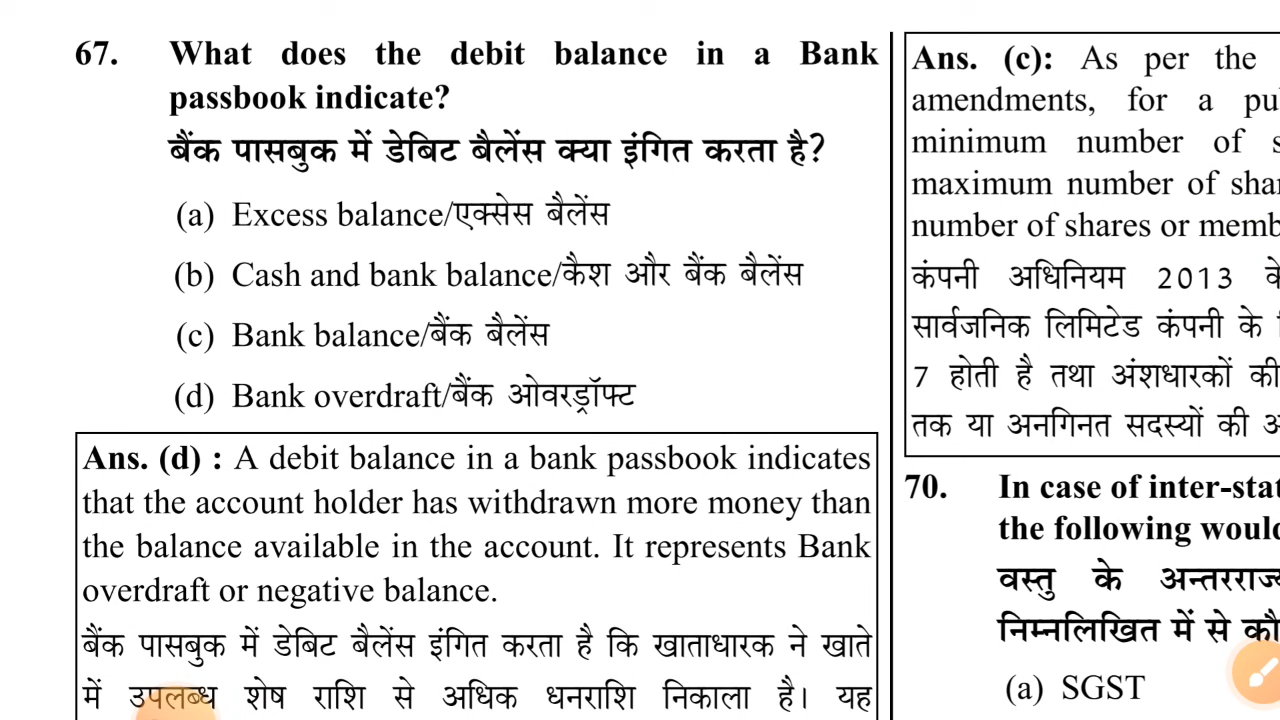 67. What does the debit balance in a Bank
passbook indicate?
बैंक पासबुक में डेबिट बैलेंस क्या इंगित करता है?
(a) Excess balance/एक्सेस बैलेंस
(b) Cash and bank balance/कैश और बैंक बैलेंस
(c) Bank balance/बैंक बैलेंस
(d) Bank overdraft/बैंक ओवरड्रॉफ्ट
Ans. (d) : A debit balance in a bank passbook indicates
that the account holder has withdrawn more money than
the balance available in the account. It represents Bank
overdraft or negative balance.
बैंक पासबुक में डेबिट बैलेंस इंगित करता है कि खाताधारक ने खाते
में उपलब्ध शेष राशि से अधिक धनराशि निकाला है। यह
Ans. (c): As per the
amendments, for a
minimum number of
maximum number of
number of shares or
कंपनी अधिनियम 2013
सार्वजनिक लिमिटेड कंपनी के
7 होती है तथा अंशधारकों की
तक या अनगिनत सदस्यों की
70. In case of
the following
वस्तु के
निम्नलिखित में से
(a) SGST